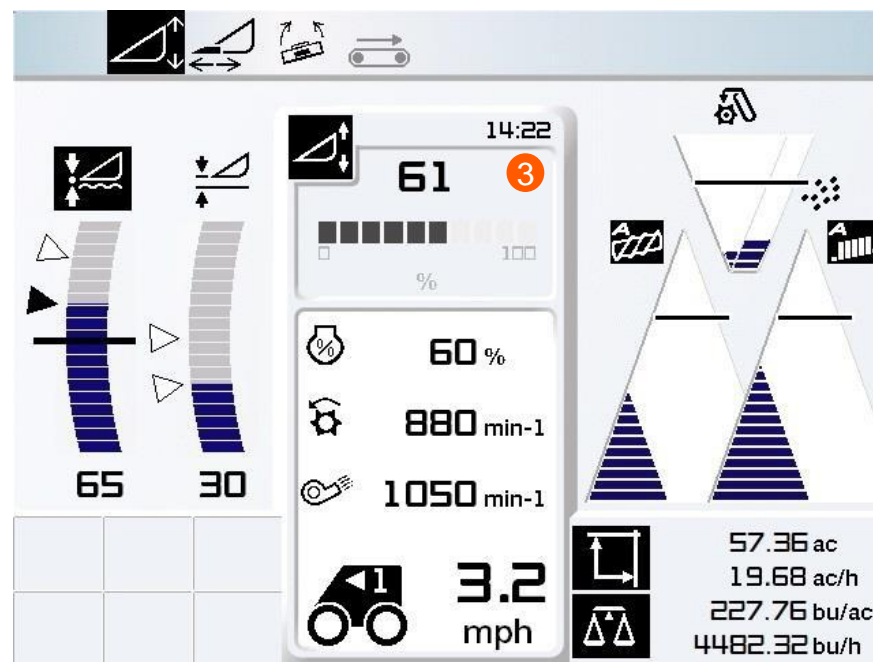 14:22
61
3
0 100
%
A
A
65
30
%
60 %
880 min-1
1050 min-1
1
3.2
mph
57.36 ac
19.68 ac/h
227.76 bu/ac
4482.32 bu/h